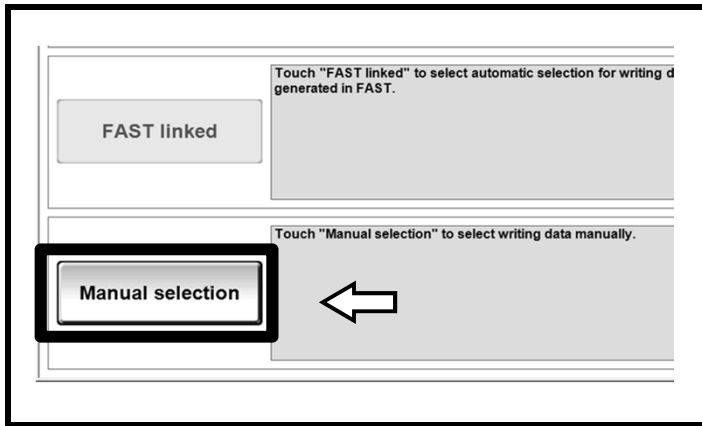 Touch "FAST linked" to select automatic selection for writing d
generated in FAST.
FAST linked
Touch "Manual selection" to select writing data manually.
Manual selection